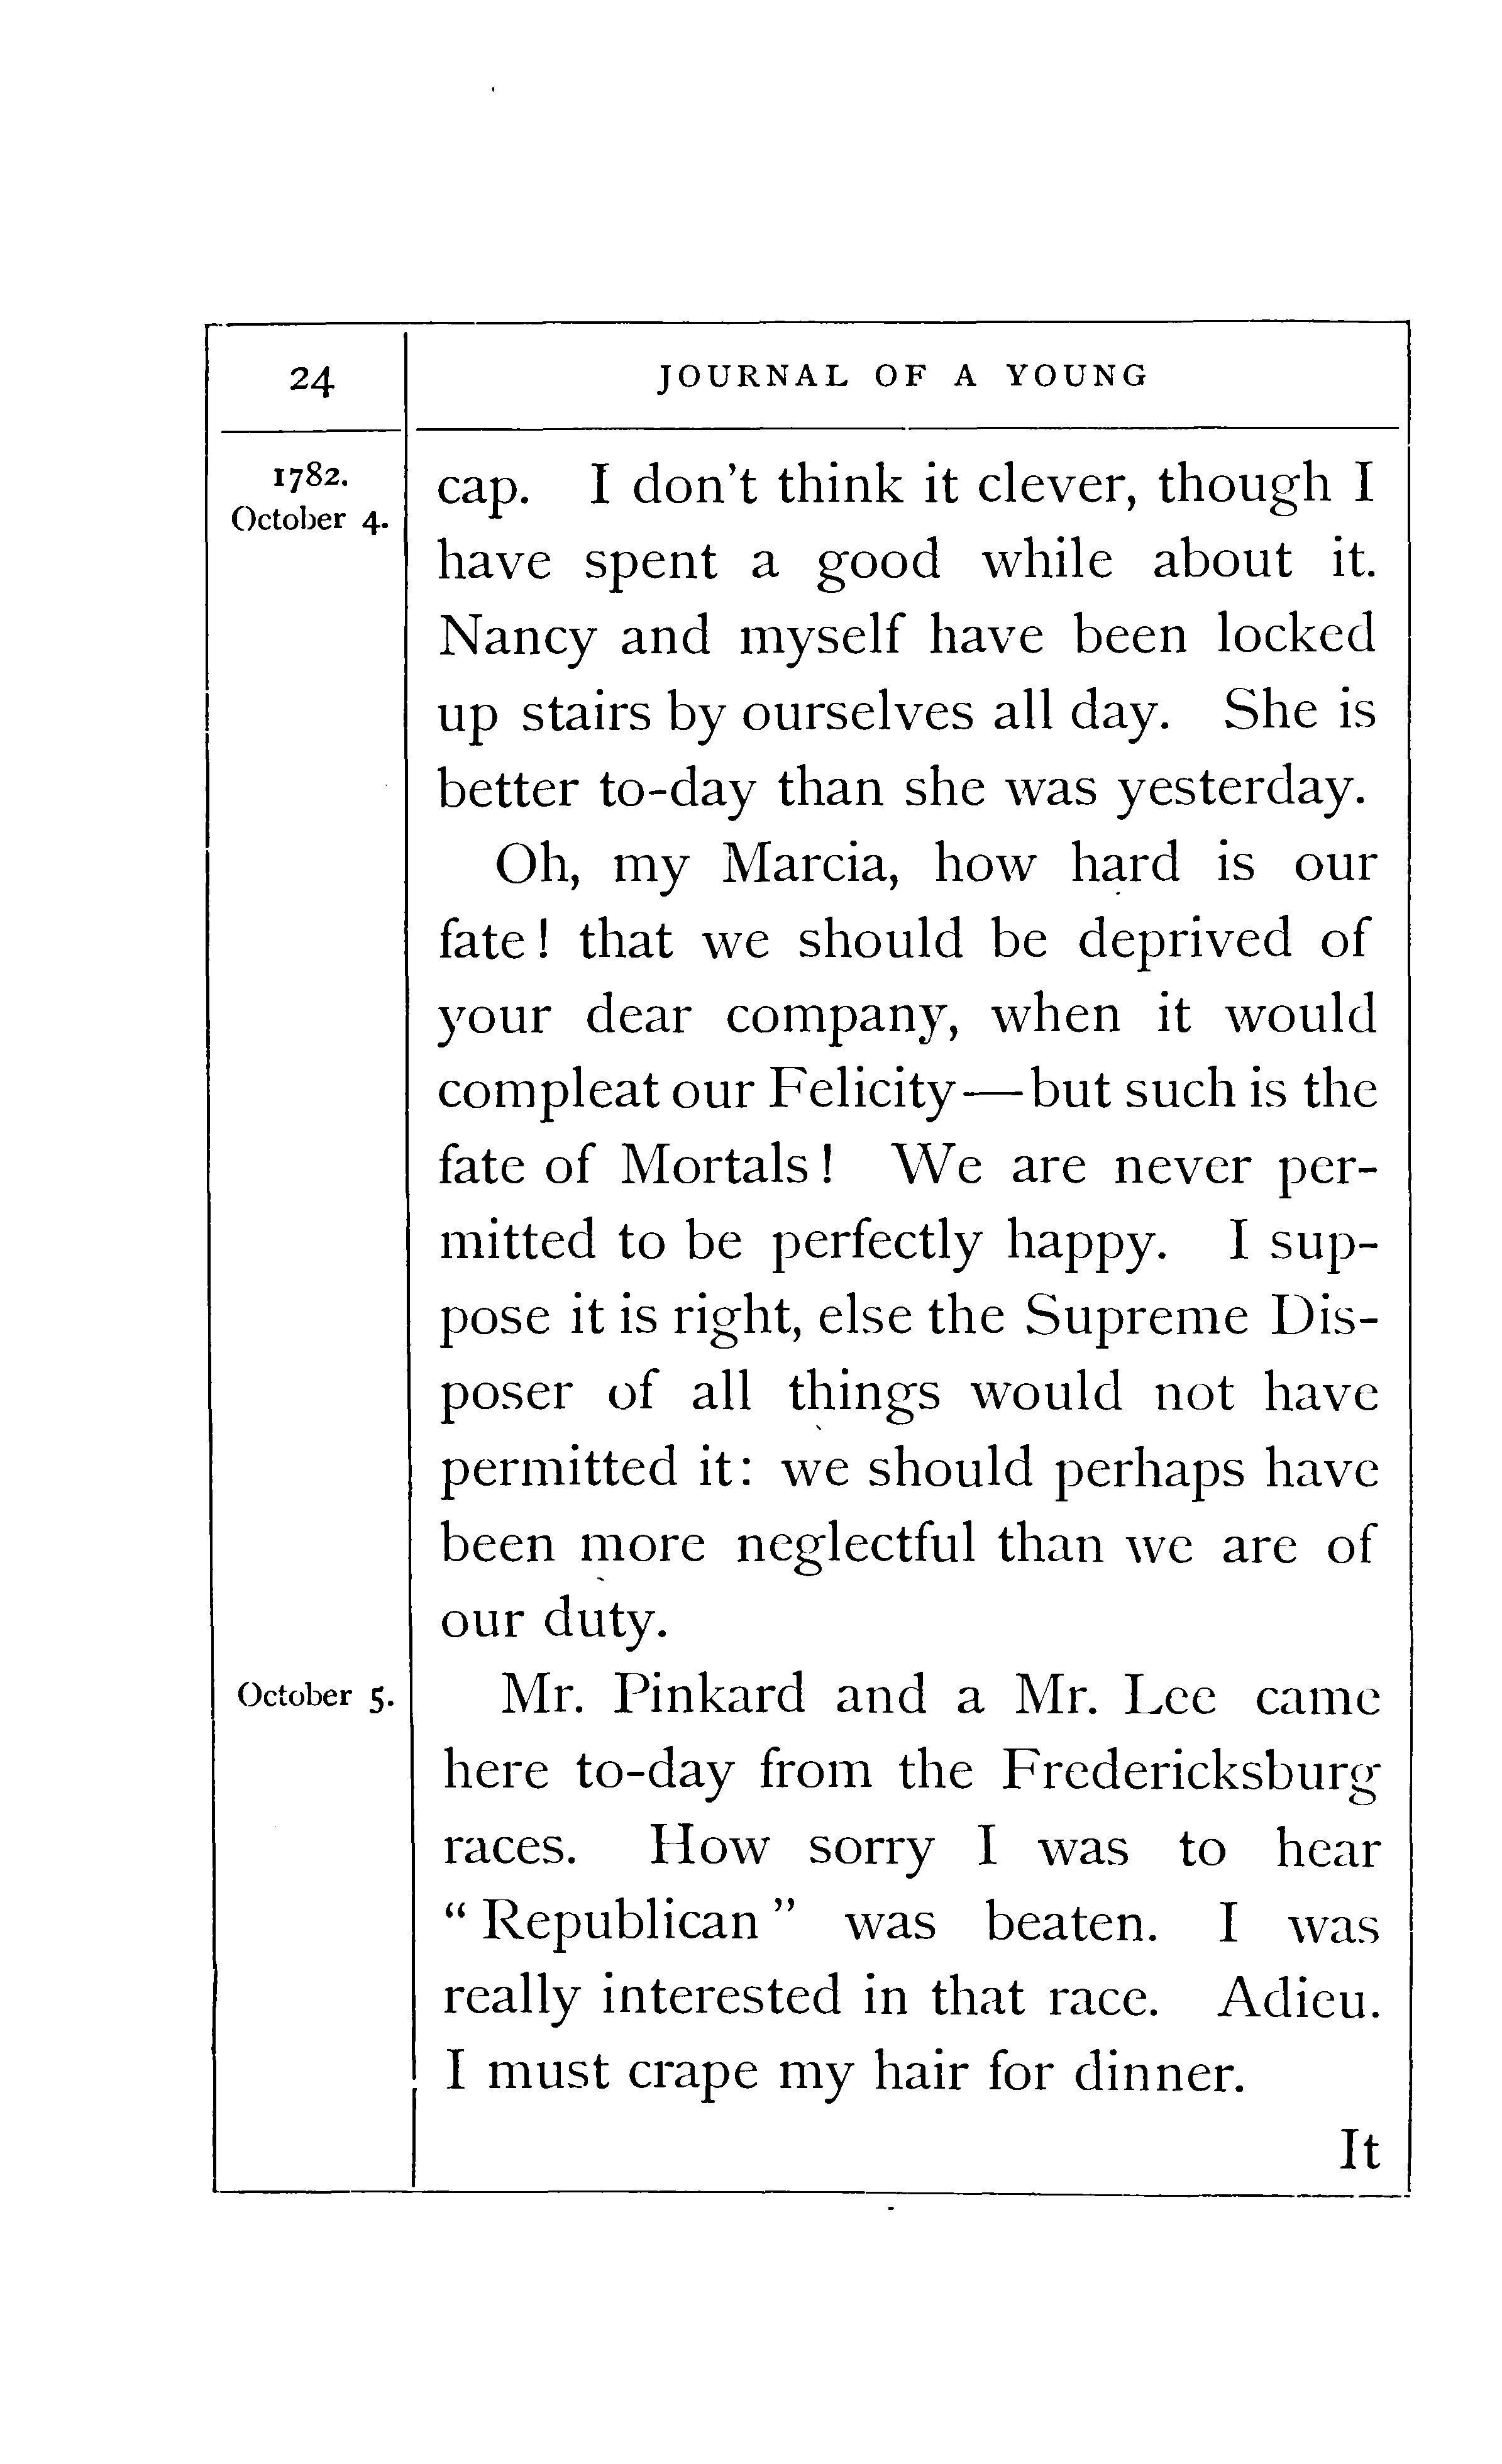 24
JOURNAL OF A YOUNG
1782.
October 4.
cap. I don't think it clever, though I
have spent a good while about it.
Nancy and myself have been locked
up stairs by ourselves all day. She is
better to-day than she was yesterday.
Oh, my Marcia, how hard is our
fate! that we should be deprived of
your dear company, when it would
compleat our Felicity—but such is the
fate of Mortals! We are never per-
mitted to be perfectly happy. I sup-
pose it is right, else the Supreme Dis-
poser of all things would not have
permitted it: we should perhaps have
been more neglectful than we are of
our duty.
October 5.
Mr. Pinkard and a Mr. Lee came
here to-day from the Fredericksburg
races. How sorry I was to hear
"Republican" was beaten. I was
really interested in that race. Adieu.
I must crape my hair for dinner.
It